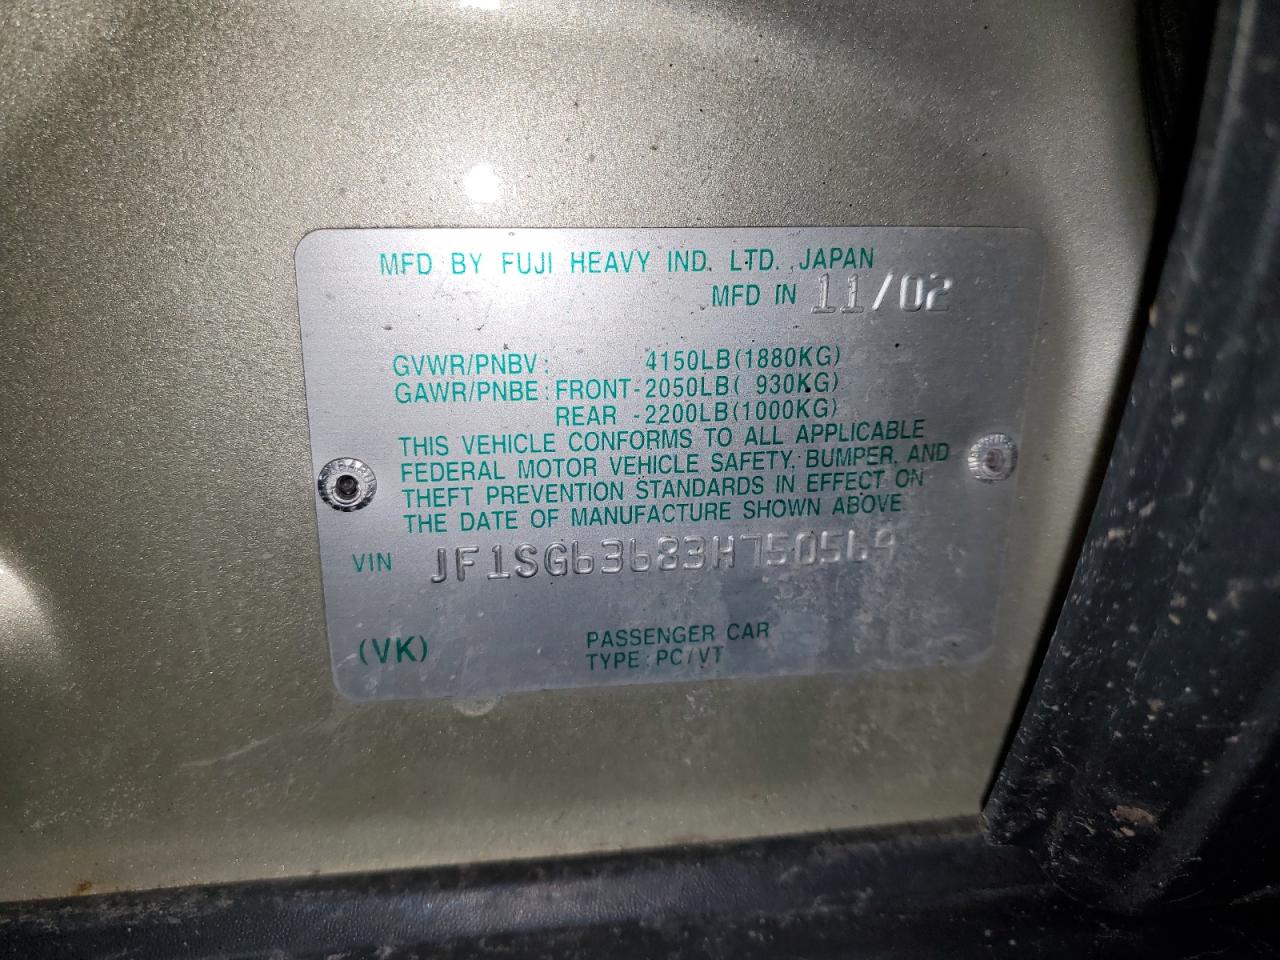 MFD BY FUJI HEAVY IND. LTD. JAPAN
MFD IN 11/02
GVWR/PNBV: 4150LB(1880KG)
GAWR/PNBE: FRONT-2050LB( 930KG)
REAR -2200LB(1000KG)
THIS VEHICLE CONFORMS TO ALL APPLICABLE
FEDERAL MOTOR VEHICLE SAFETY, BUMPER, AND
THEFT PREVENTION STANDARDS IN EFFECT ON
THE DATE OF MANUFACTURE SHOWN ABOVE
VIN JF1SG63683H750569
(VK)
PASSENGER CAR
TYPE:PC/VT